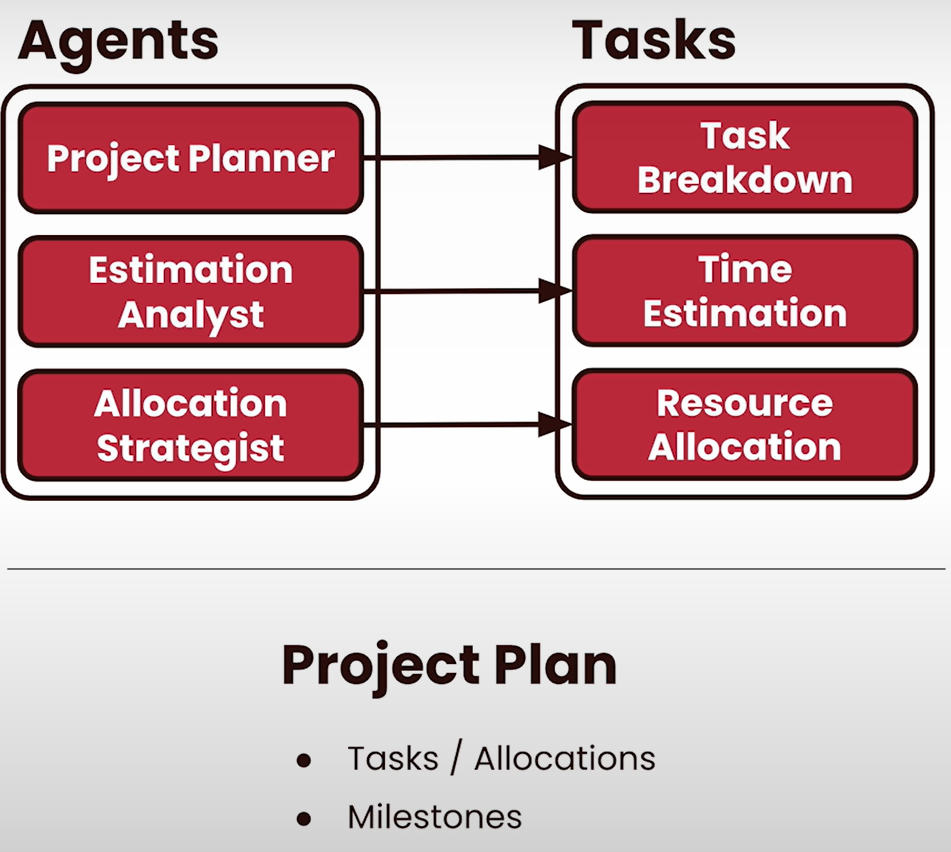 Agents
Tasks
Project Planner
Task
Breakdown
Estimation
Analyst
Time
Estimation
Allocation
Strategist
Resource
Allocation
Project Plan
● Tasks / Allocations
● Milestones